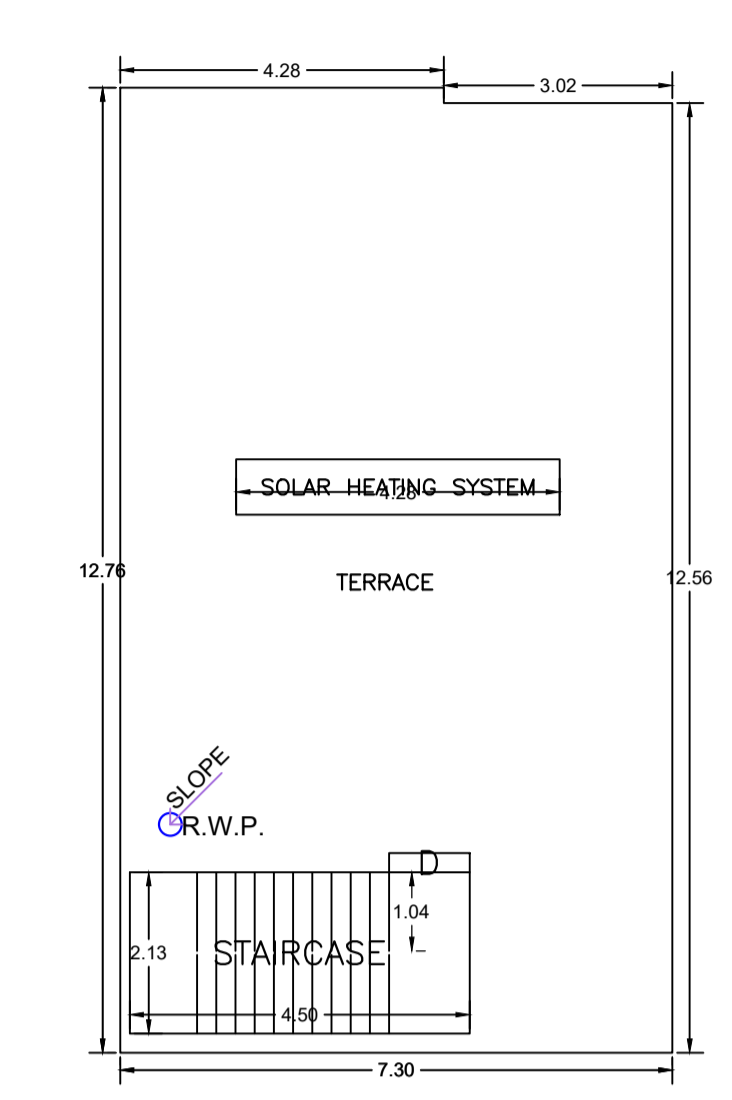 4.28
3.02
SOLAR HEATING SYSTEM
4.28
12.76
12.56
TERRACE
SLOPE
R.W.P.
D
1.04
2.13
STAIRCASE
4.50
7.30